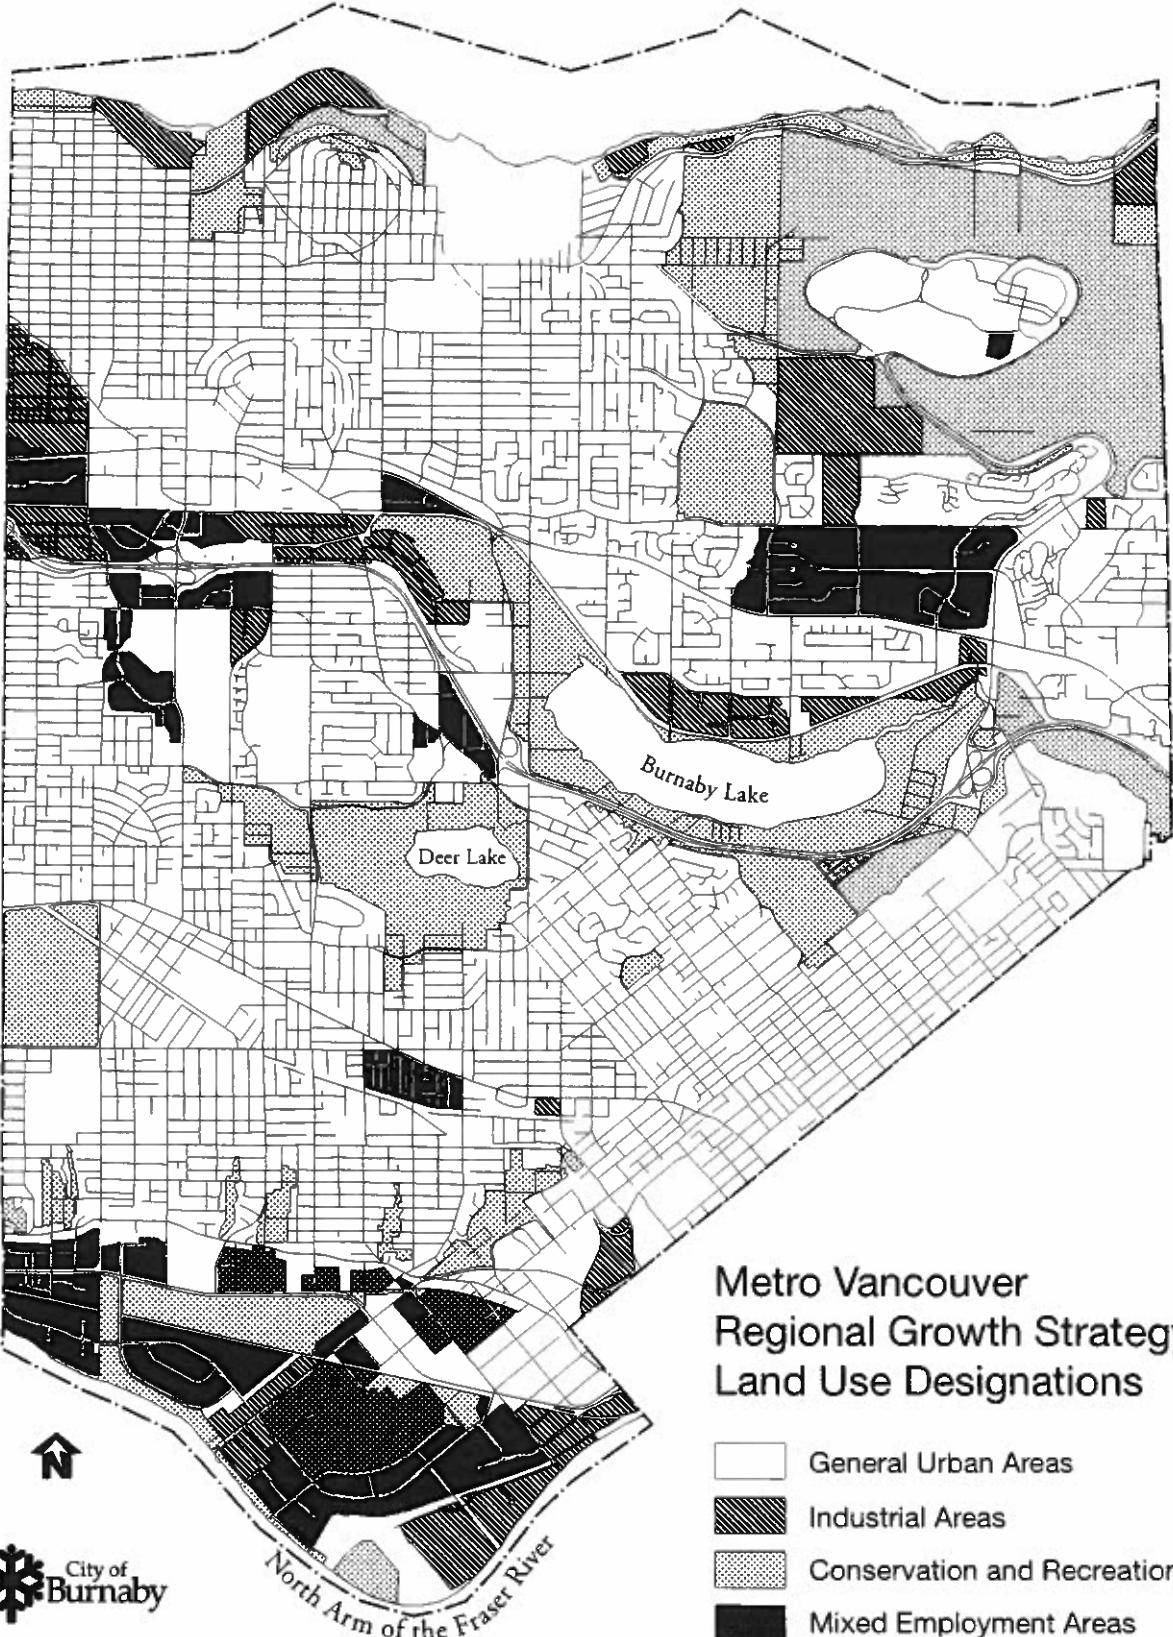 Burnaby Lake
Deer Lake
Metro Vancouver
Regional Growth Strategy
Land Use Designations
N
General Urban Areas
Industrial Areas
Conservation and Recreation
Mixed Employment Areas
City of
Burnaby
North Arm of the Fraser River